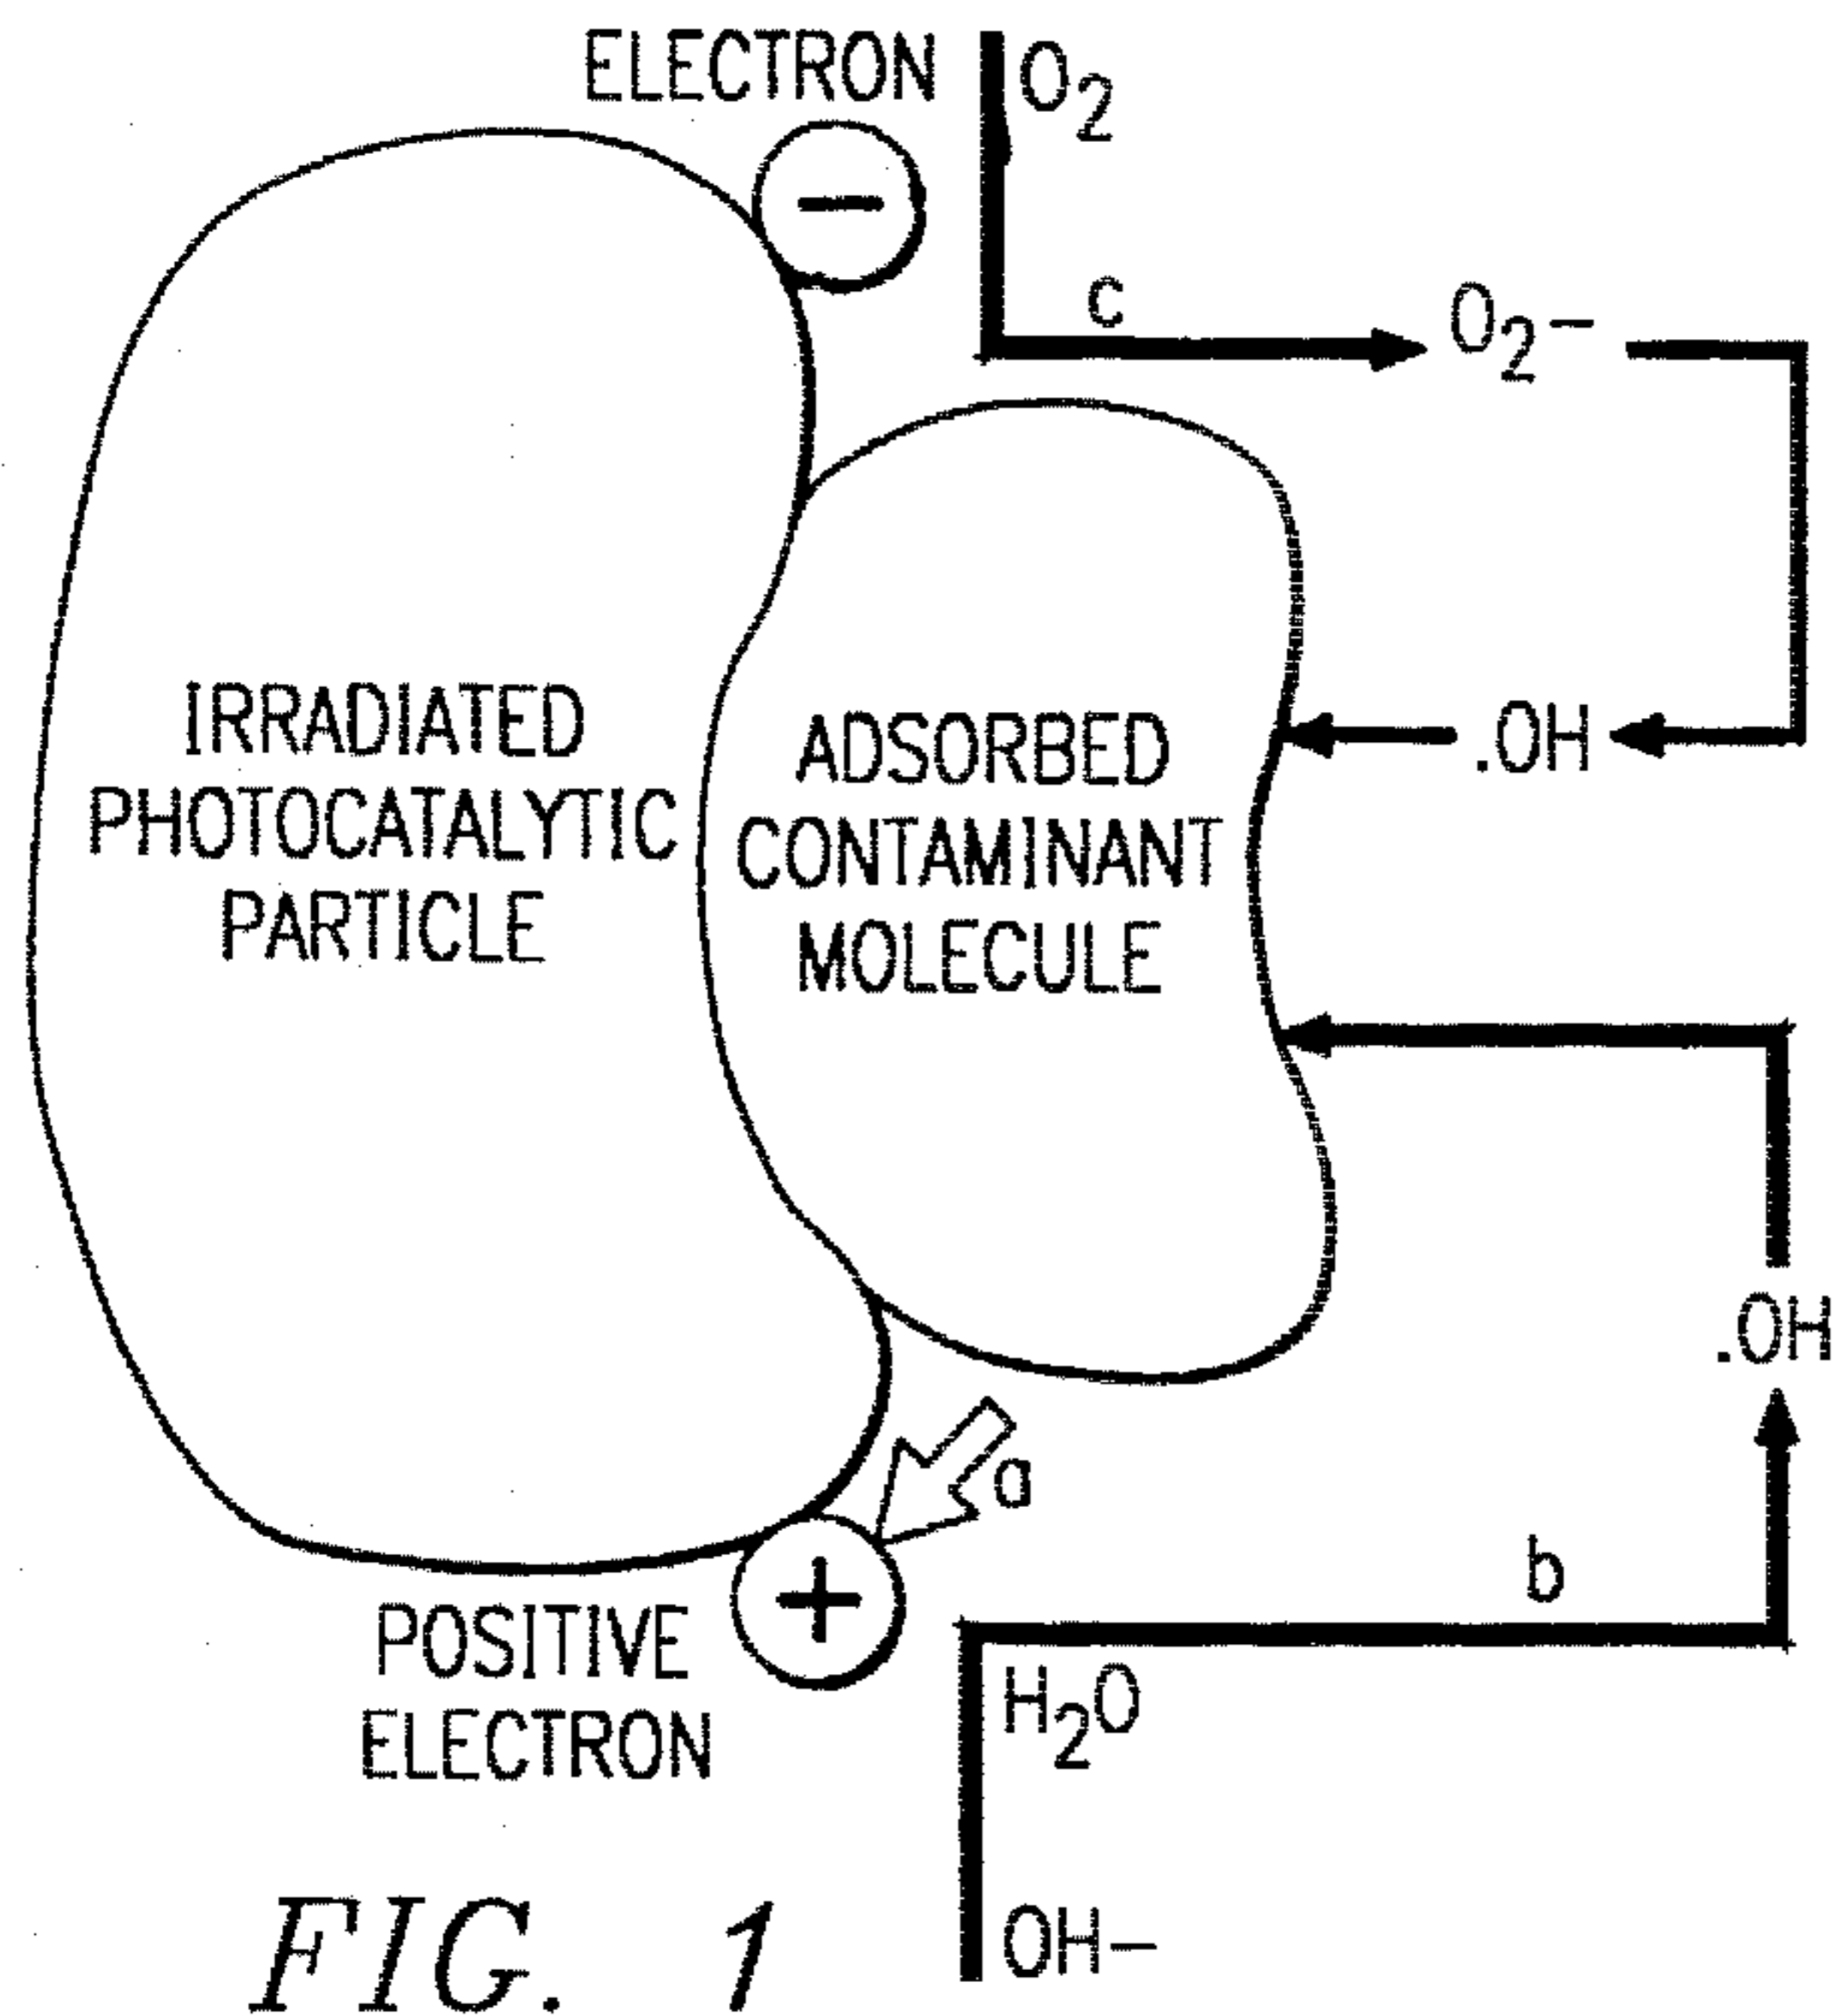 ELECTRON
O₂
−
c
O₂−
IRRADIATED
PHOTOCATALYTIC
PARTICLE
ADSORBED
CONTAMINANT
MOLECULE
.OH
.OH
a
b
+
POSITIVE
ELECTRON
H₂O
OH−
FIG. 1